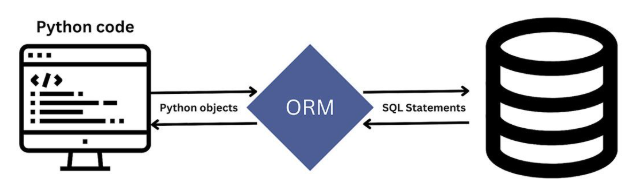 Python code
</>
Python objects
ORM
SQL Statements